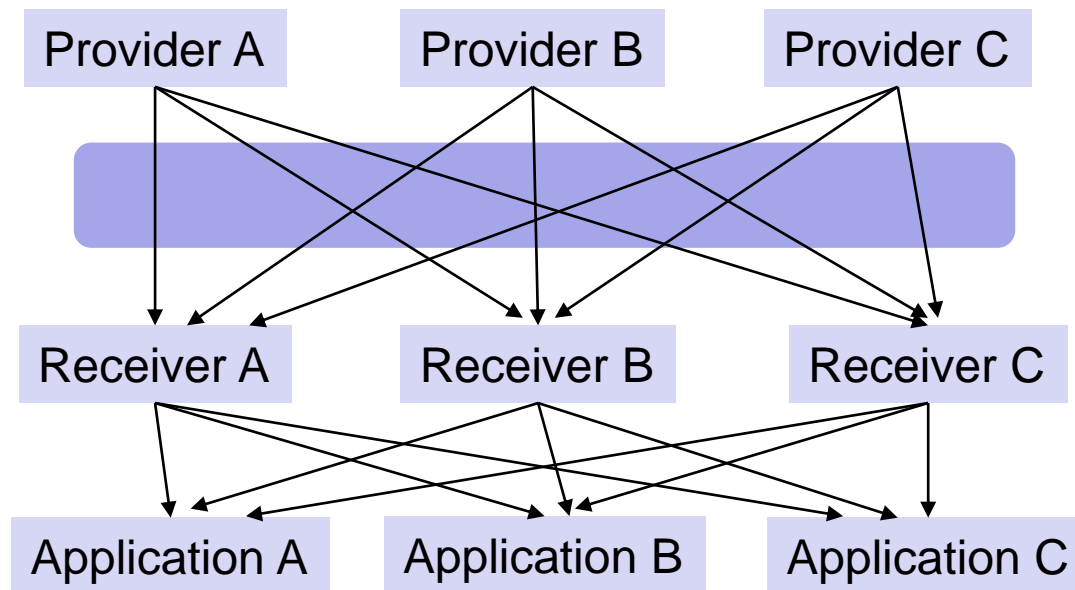 Provider A
Provider B
Provider C
Receiver A
Receiver B
Receiver C
Application A
Application B
Application C